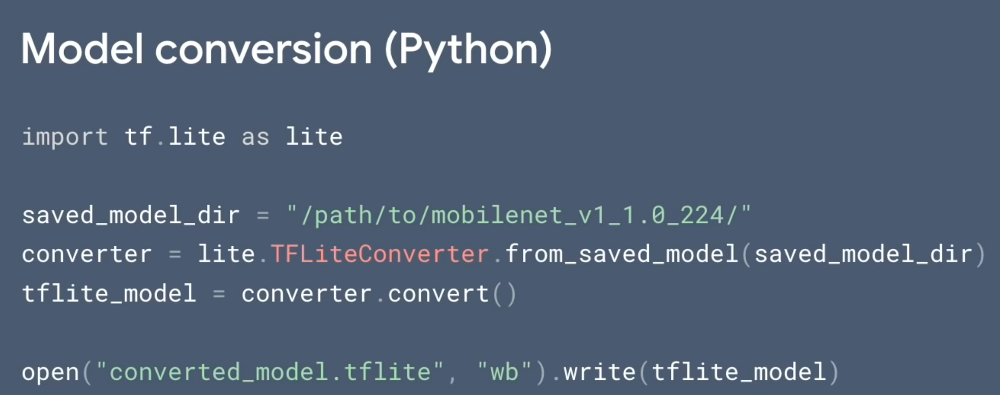 Model conversion (Python)
import tf.lite as lite
saved_model_dir = "/path/to/mobilenet_v1_1.0_224/"
converter = lite.TFLiteConverter.from_saved_model(saved_model_dir)
tflite_model = converter.convert()
open("converted_model.tflite", "wb").write(tflite_model)